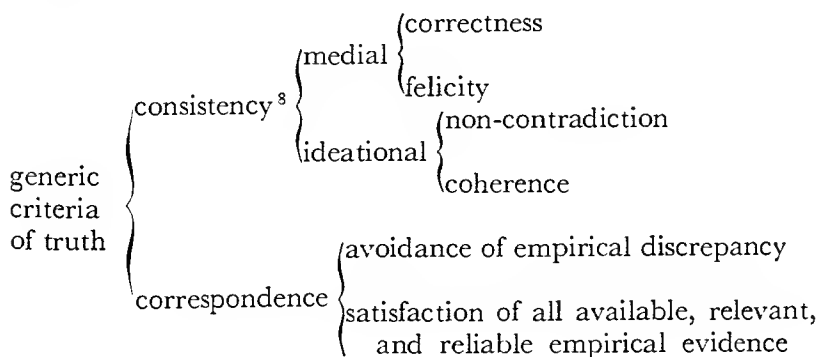 correctness
medial
felicity
consistency ⁸
non-contradiction
ideational
coherence
generic
criteria
of truth
avoidance of empirical discrepancy
correspondence
satisfaction of all available, relevant,
and reliable empirical evidence